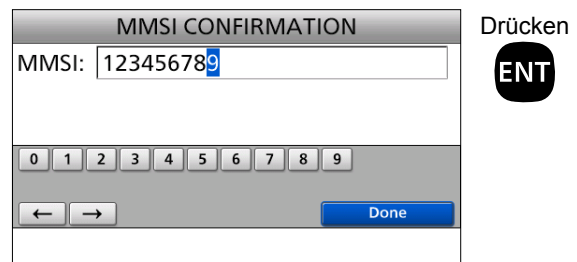 MMSI CONFIRMATION
MMSI: 123456789
0 1 2 3 4 5 6 7 8 9
← → Done
Drücken
ENT